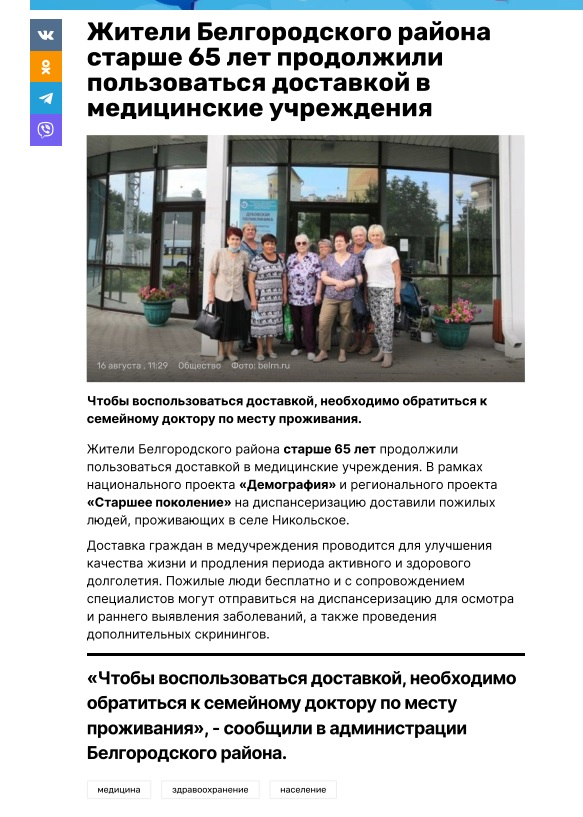 Жители Белгородского района
старше 65 лет продолжили
пользоваться доставкой в
медицинские учреждения
16 августа , 11:29 Общество Фото: belrn.ru
Чтобы воспользоваться доставкой, необходимо обратиться к
семейному доктору по месту проживания.
Жители Белгородского района старше 65 лет продолжили
пользоваться доставкой в медицинские учреждения. В рамках
национального проекта «Демография» и регионального проекта
«Старшее поколение» на диспансеризацию доставили пожилых
людей, проживающих в селе Никольское.
Доставка граждан в медучреждения проводится для улучшения
качества жизни и продления периода активного и здорового
долголетия. Пожилые люди бесплатно и с сопровождением
специалистов могут отправиться на диспансеризацию для осмотра
и раннего выявления заболеваний, а также проведения
дополнительных скринингов.
«Чтобы воспользоваться доставкой, необходимо
обратиться к семейному доктору по месту
проживания», - сообщили в администрации
Белгородского района.
медицина здравоохранение население